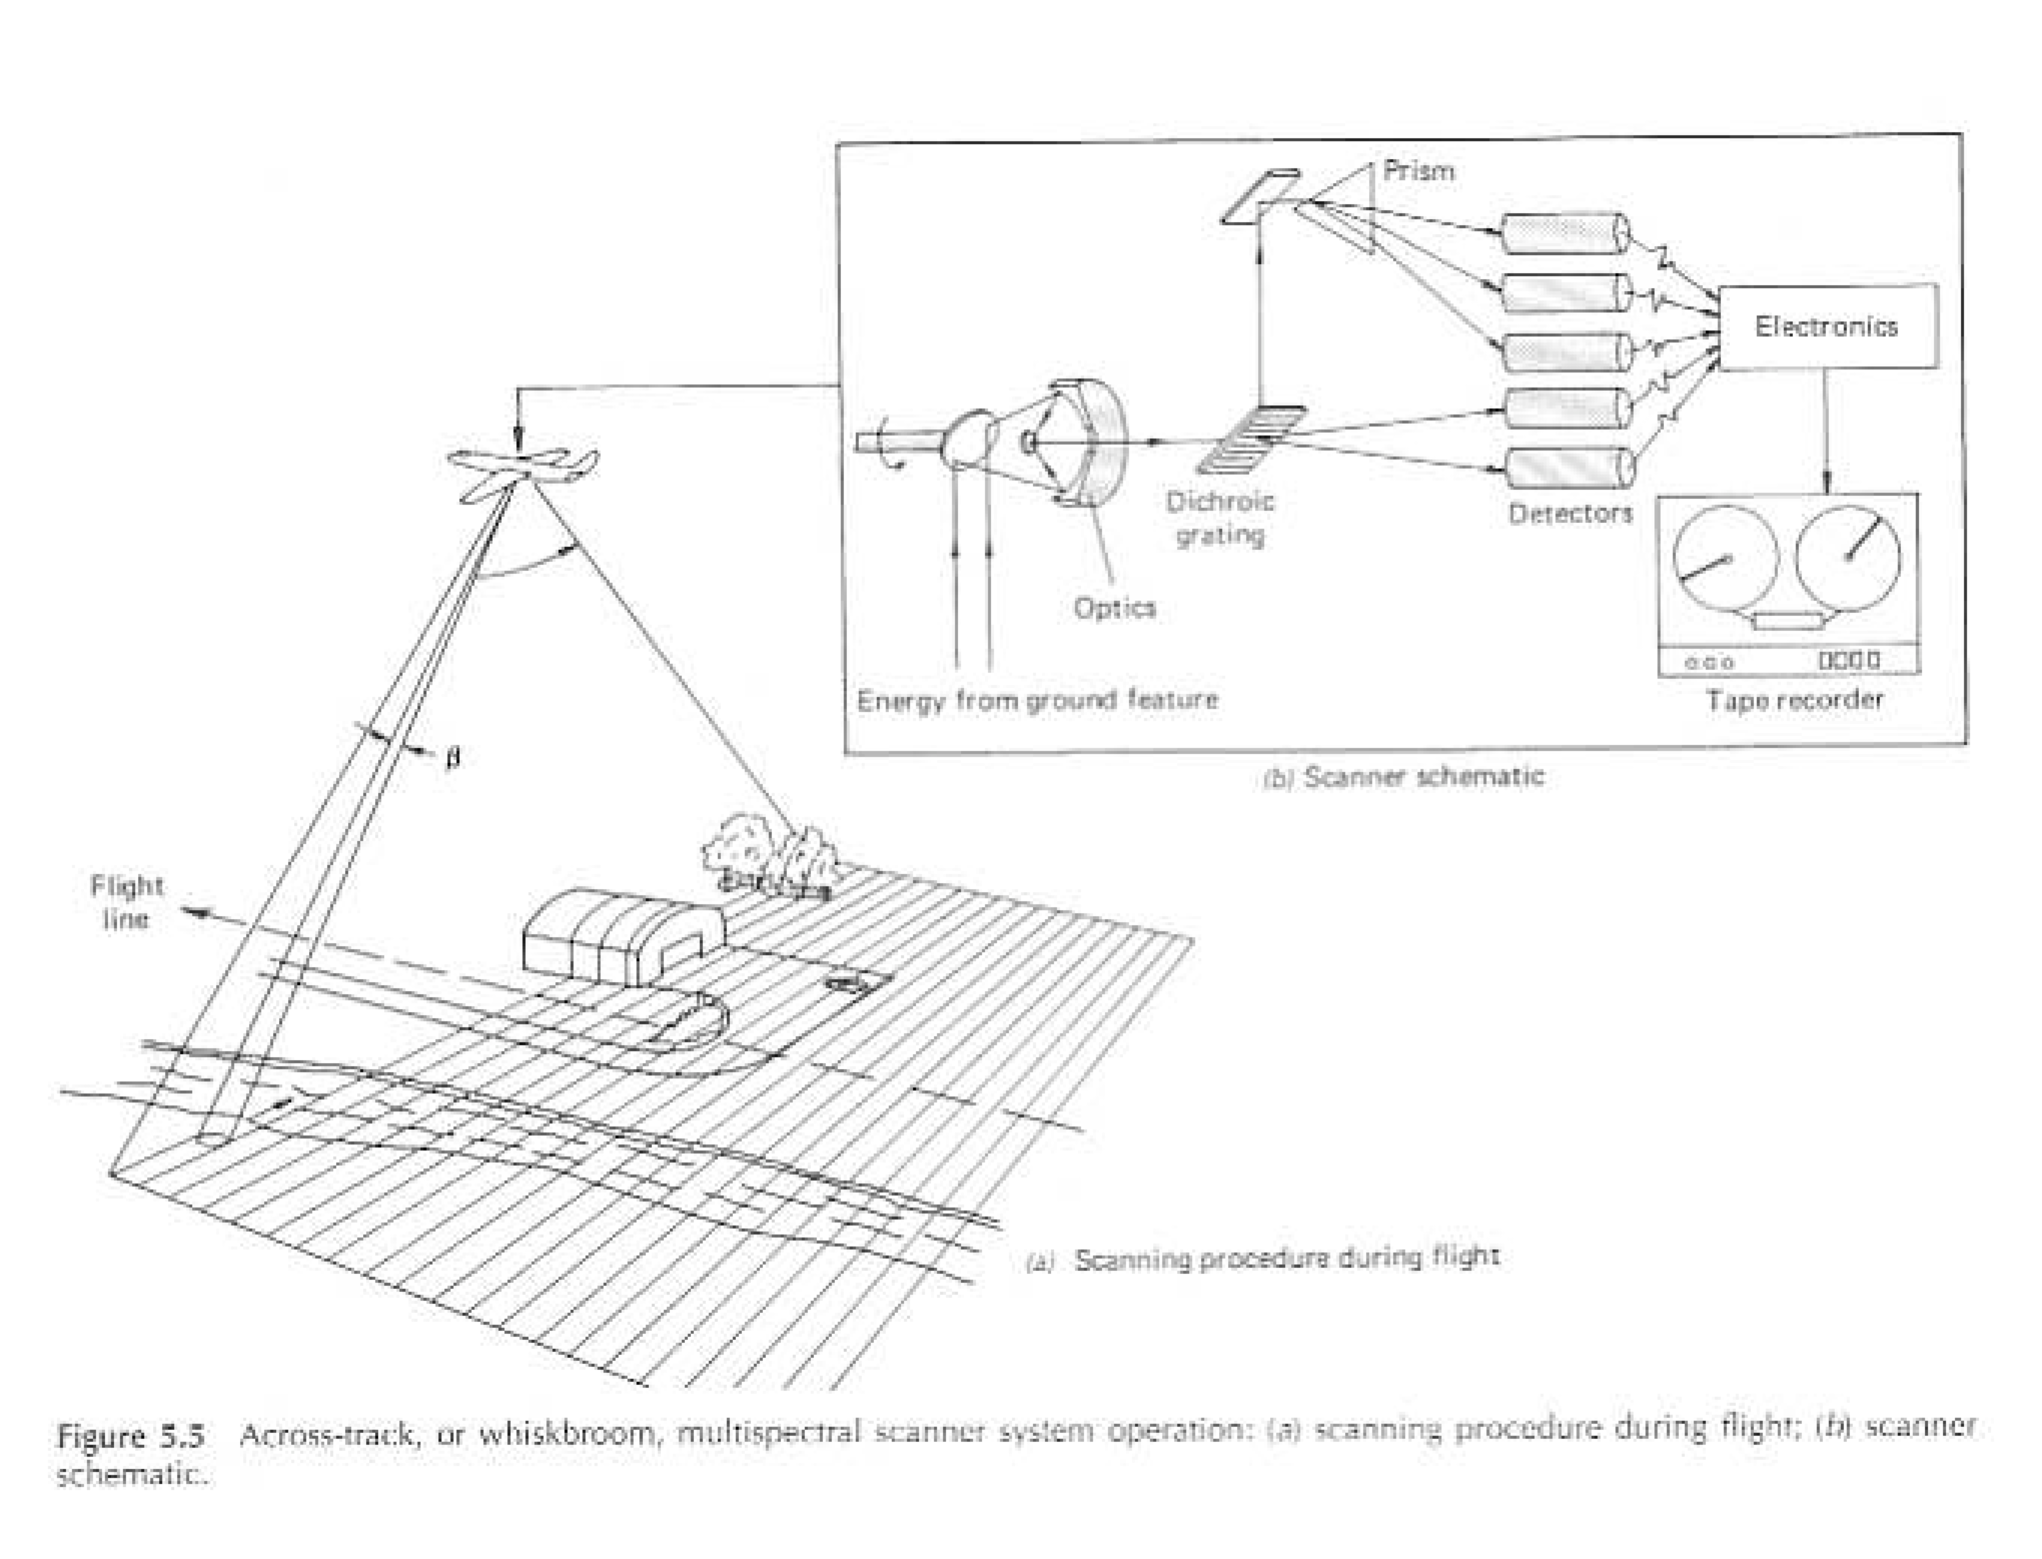 Prism
Electronics
Dichroic
grating
Detectors
Optics
Energy from ground feature
Tape recorder
(b) Scanner schematic
β
Flight
line
(a) Scanning procedure during flight
Figure 5.5 Across-track, or whiskbroom, multispectral scanner system operation: (a) scanning procedure during flight; (b) scanner
schematic.